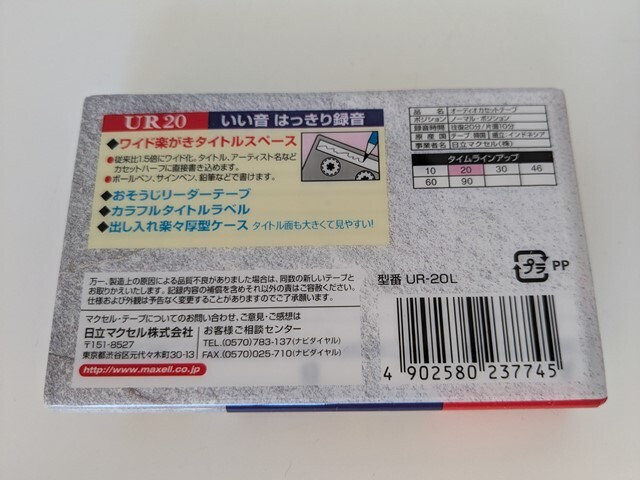 UR20 いい音 はっきり録音
◆ワイド楽がきタイトルスペース
●従来比1.5倍にワイド化。タイトル、アーティスト名など
カセットハーフに直接書き込めます。
●ボールペン、サインペン、鉛筆などで書けます。
◆おそうじリーダーテープ
◆カラフルタイトルラベル
◆出し入れ楽々厚型ケース タイトル面も大きくて見やすい!
品名 オーディオカセットテープ
ポジション ノーマル・ポジション
録音時間 往復20分/片面10分
原産国 テープ:韓国 組立:インドネシア
事業者名 日立マクセル(株)
タイムラインアップ
10 20 30 46
60 90
プラ PP
型番 UR-20L
万一、製造上の原因による品質不良がありました場合は、同数の新しいテープと
お取りかえいたします。記録内容の補償を含めそれ以外の責はご容赦ください。
仕様および外観は予告なく変更することがありますのでご了承願います。
マクセル・テープについてのお問い合わせ、ご意見・ご感想は
日立マクセル株式会社 お客様ご相談センター
〒151-8527 TEL.(0570)783-137(ナビダイヤル)
東京都渋谷区元代々木町30-13 FAX.(0570)025-710(ナビダイヤル)
http://www.maxell.co.jp
4 902580 237745